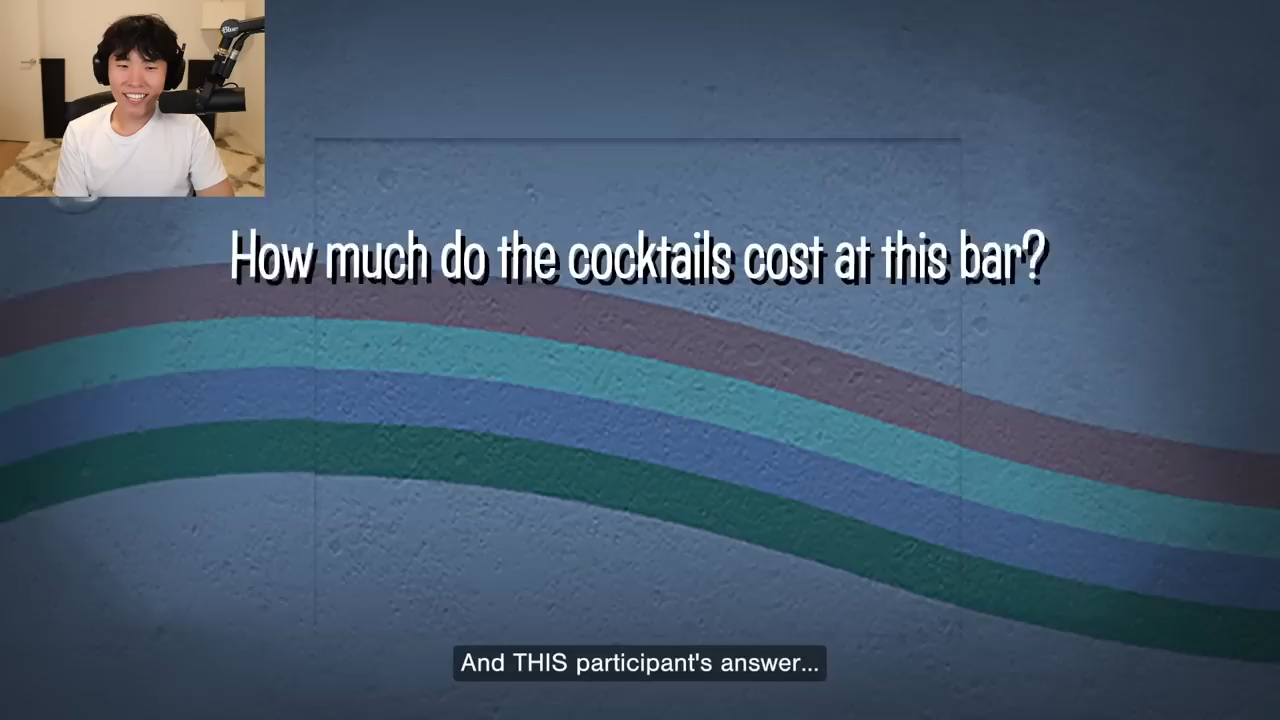 How much do the cocktails cost at this bar?
And THIS participant's answer...